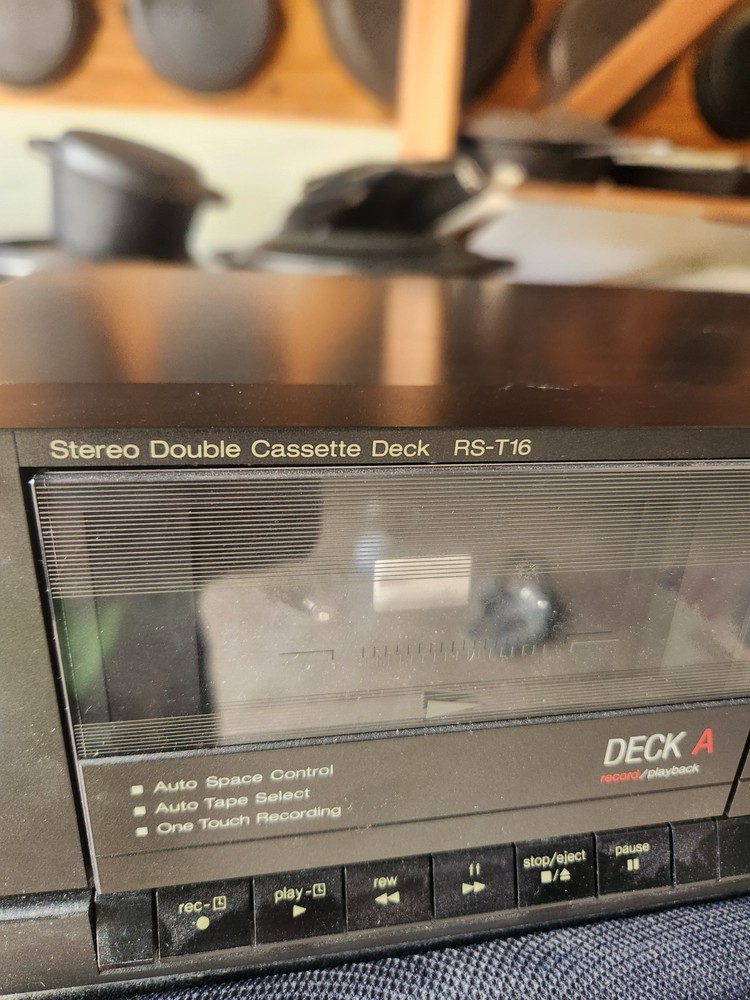 Stereo Double Cassette Deck RS-T16
DECK A
record/playback
Auto Space Control
Auto Tape Select
One Touch Recording
rec-
play-
rew
ff
stop/eject
pause